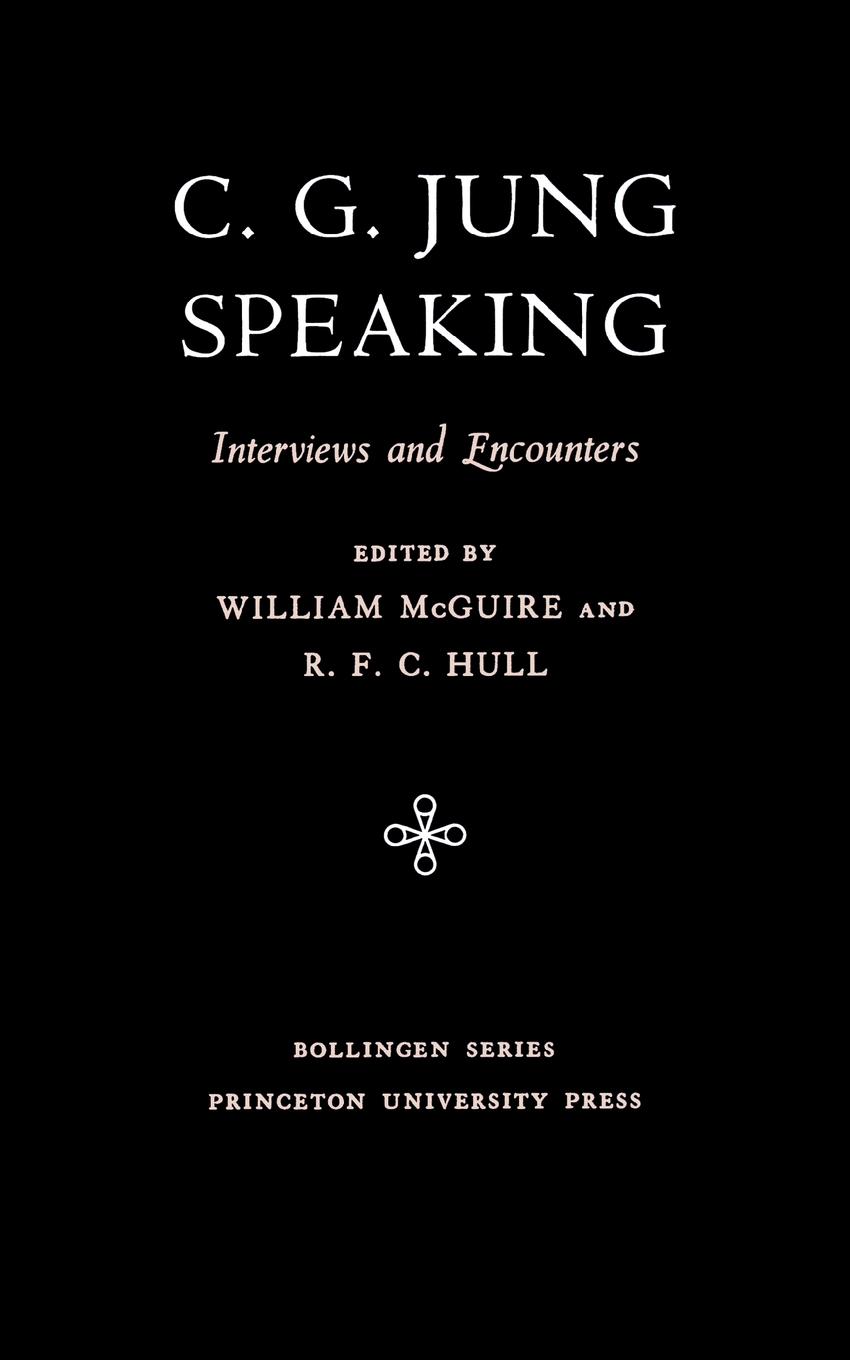 C. G. JUNG
SPEAKING
Interviews and Encounters
EDITED BY
WILLIAM McGUIRE AND
R. F. C. HULL
BOLLINGEN SERIES
PRINCETON UNIVERSITY PRESS